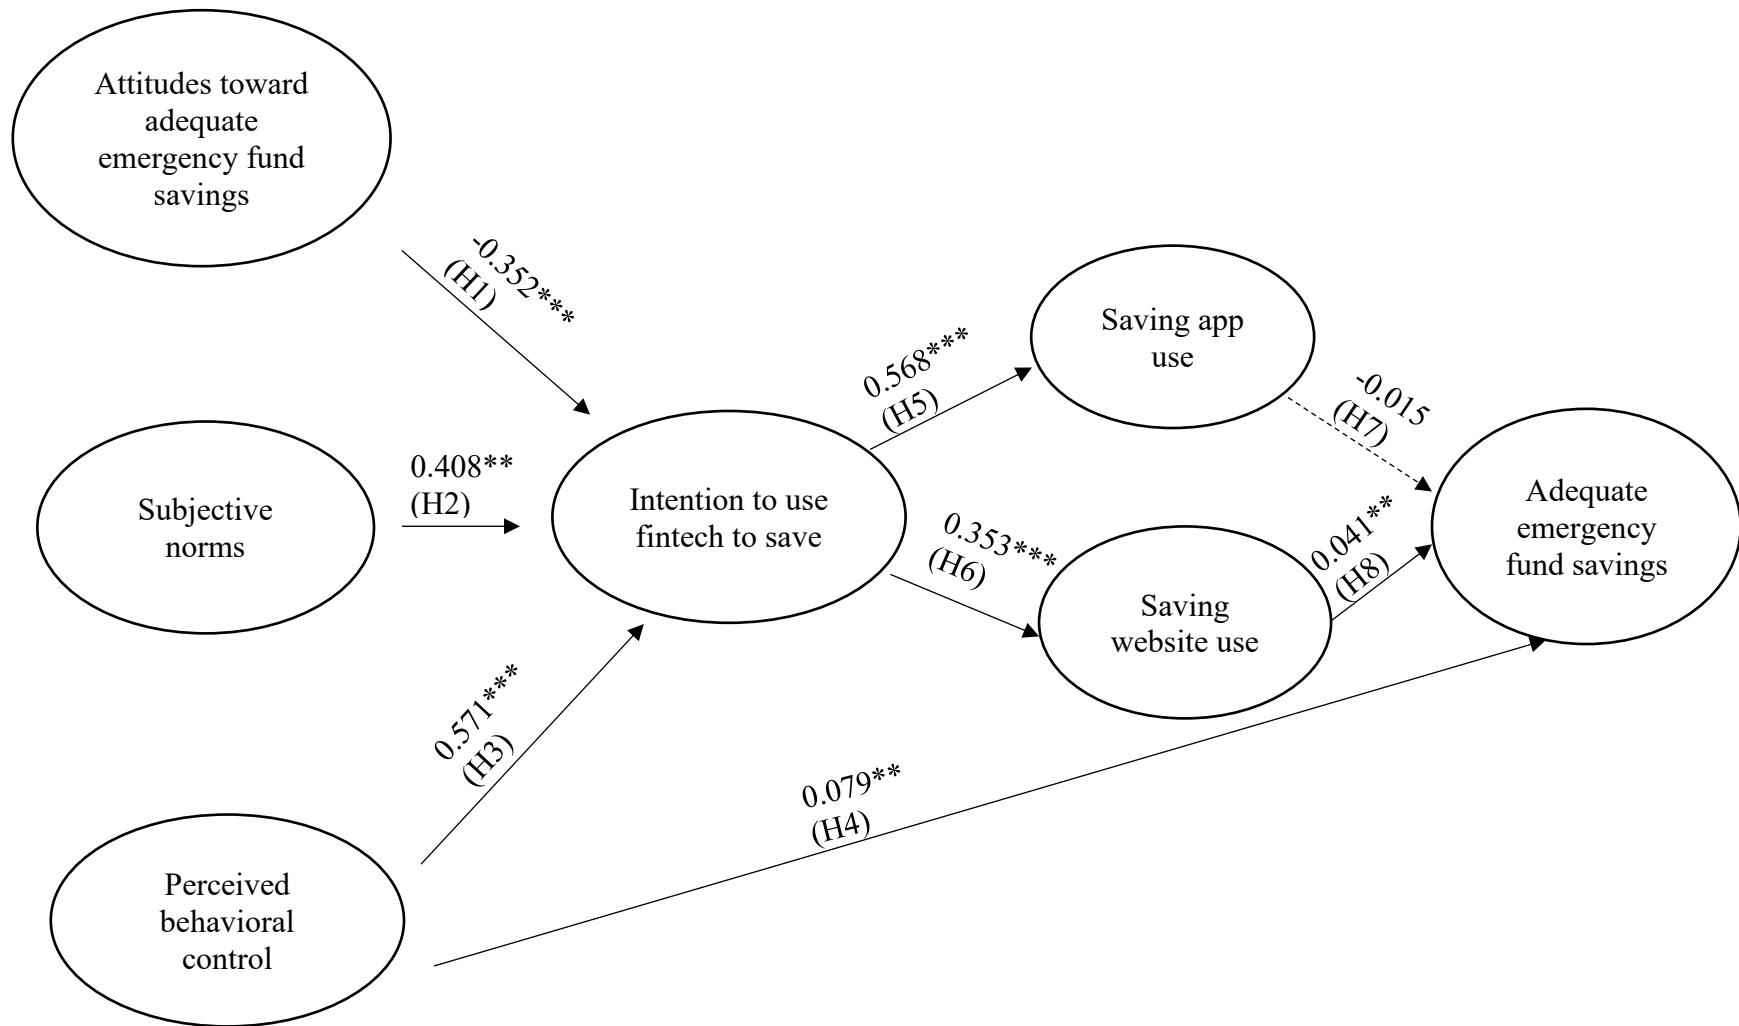 Attitudes toward
adequate
emergency fund
savings
-0.352***
(H1)
Subjective
norms
0.408**
(H2)
Perceived
behavioral
control
0.571***
(H3)
0.079**
(H4)
Intention to use
fintech to save
0.568***
(H5)
0.353***
(H6)
Saving app
use
Saving
website use
-0.015
(H7)
0.041**
(H8)
Adequate
emergency
fund savings